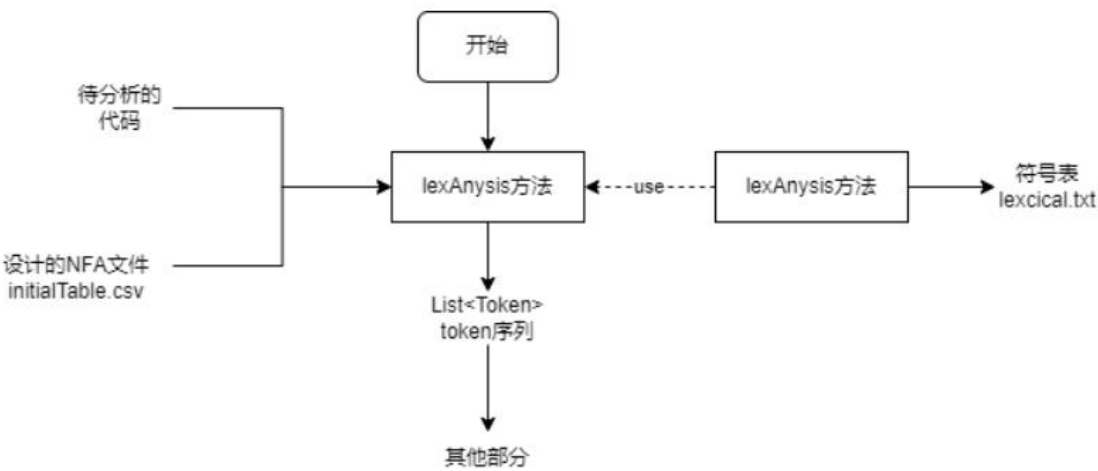 开始
待分析的
代码
lexAnysis方法
use
lexAnysis方法
符号表
lexcical.txt
设计的NFA文件
initialTable.csv
List<Token>
token序列
其他部分